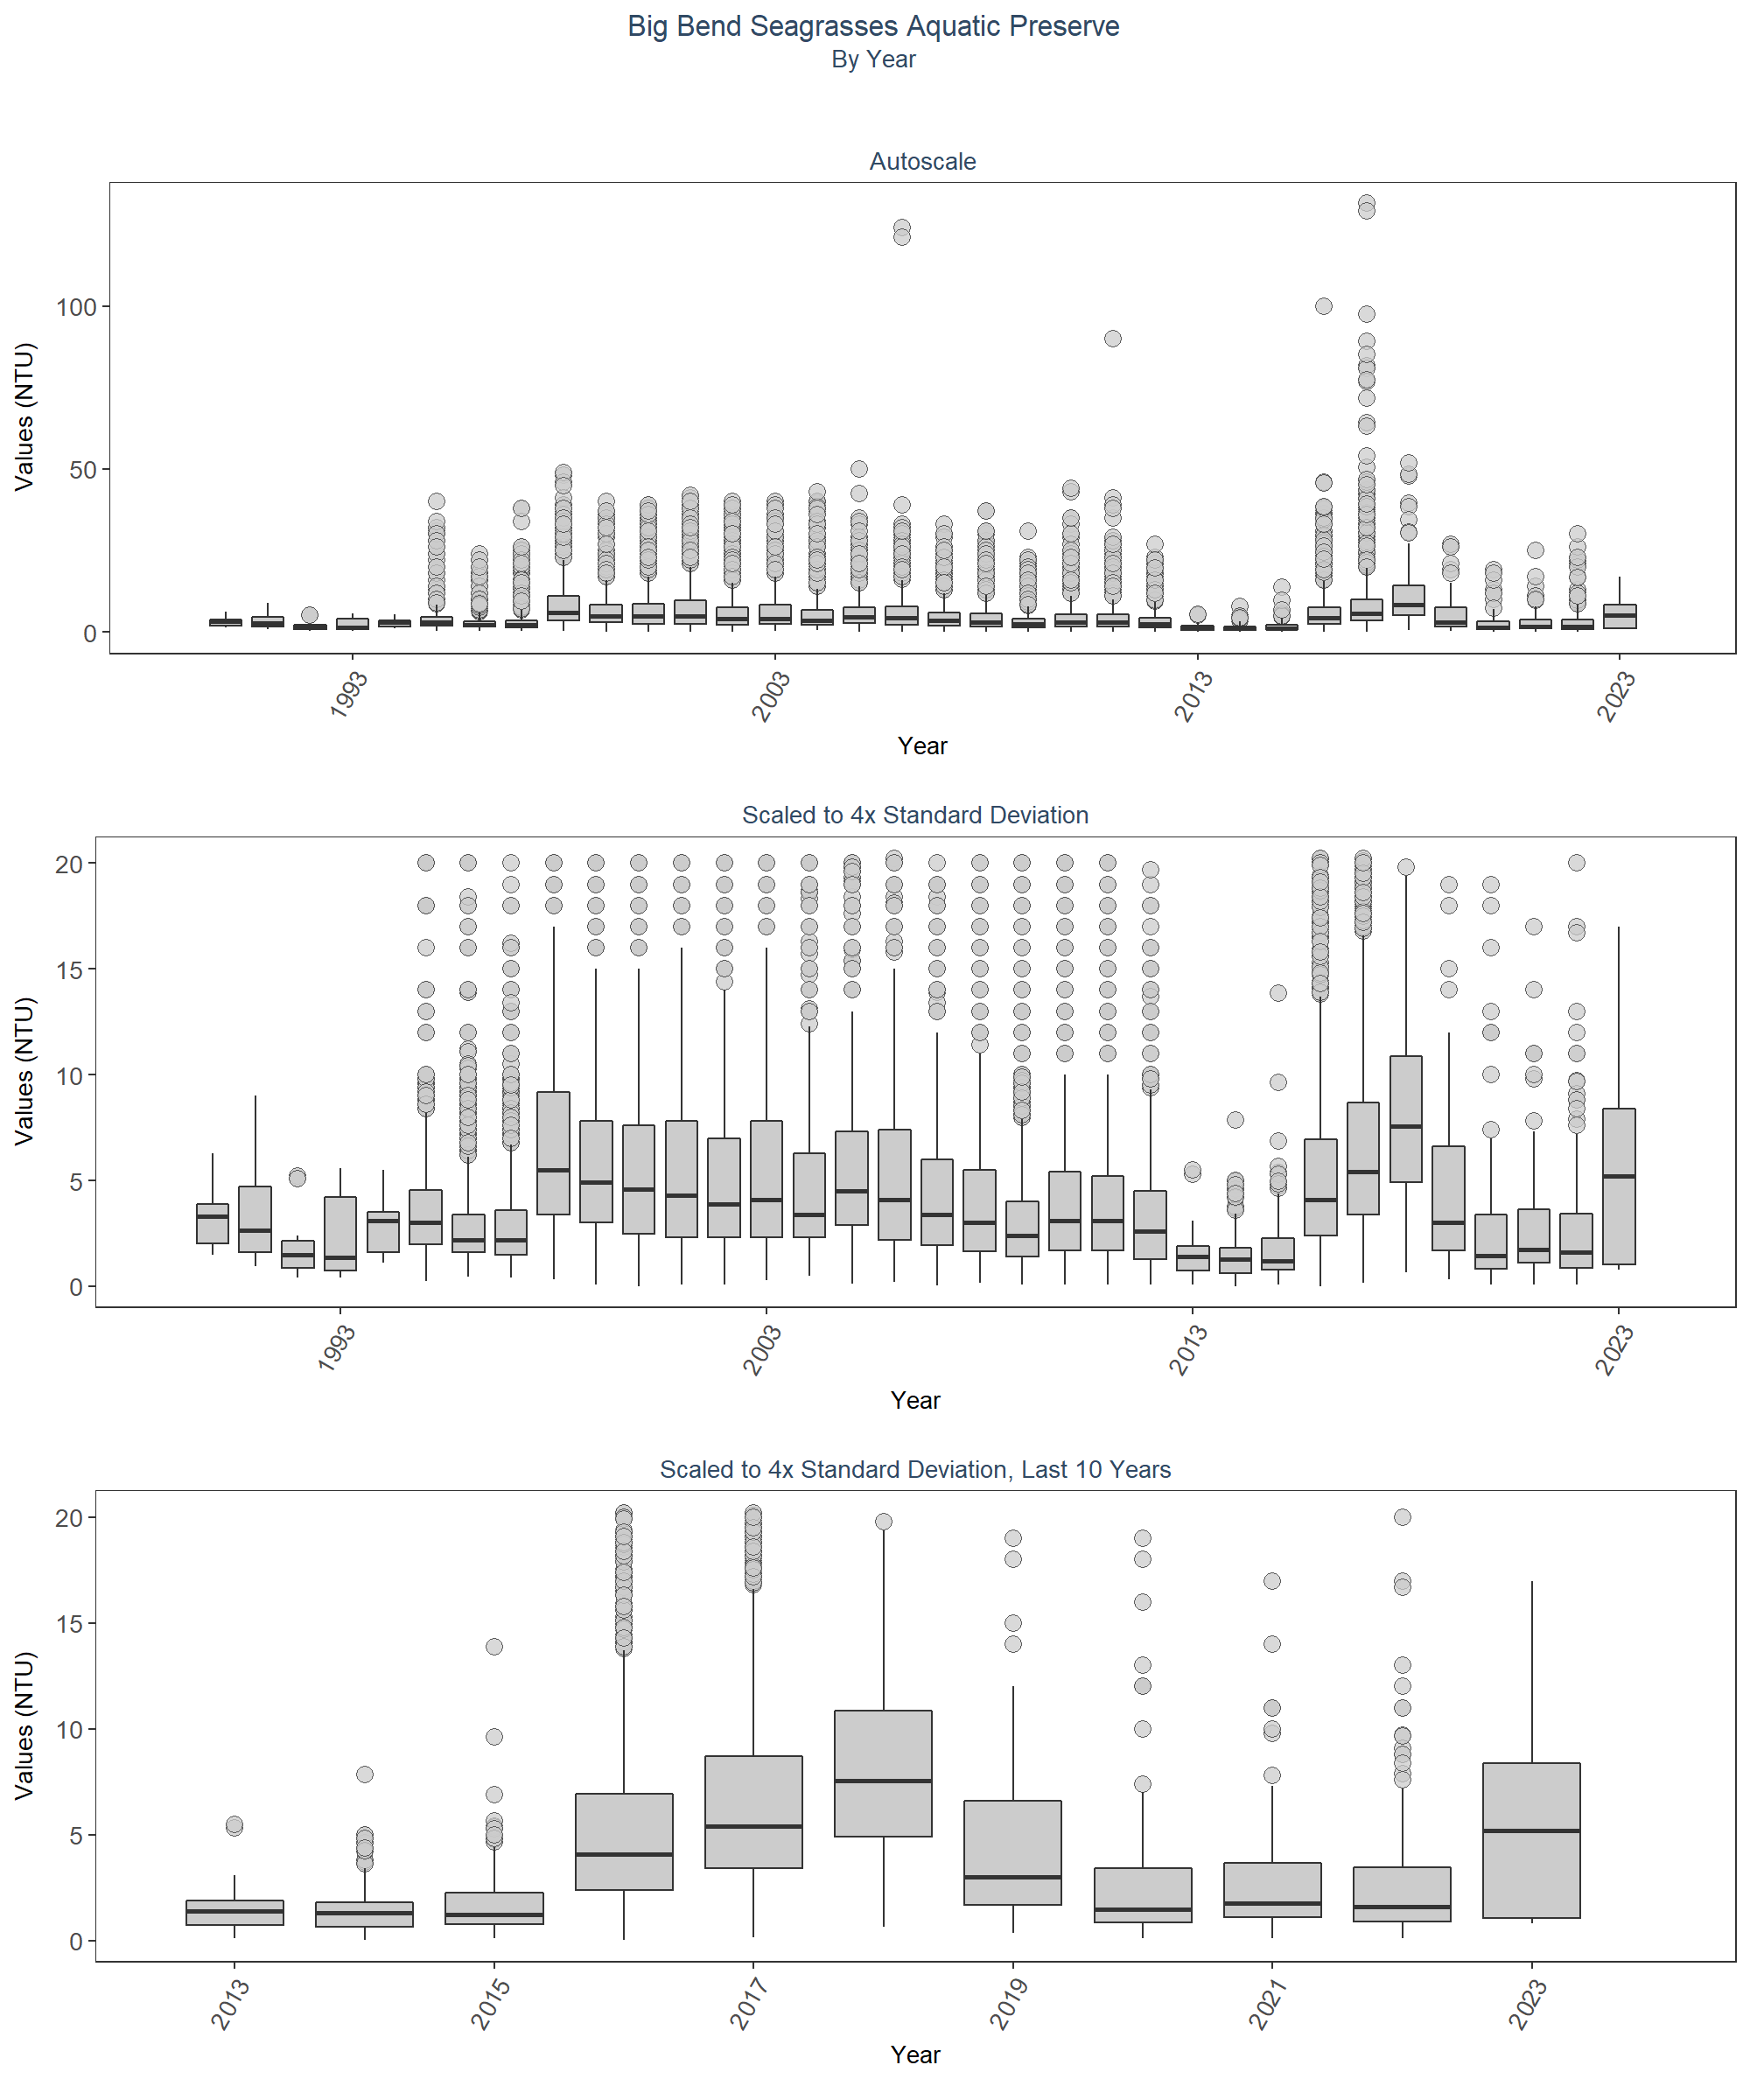 Big Bend Seagrasses Aquatic Preserve
By Year
Autoscale
Values (NTU)
100
50
0
1993
2003
2013
2023
Year
Scaled to 4x Standard Deviation
Values (NTU)
20
15
10
5
0
1993
2003
2013
2023
Year
Scaled to 4x Standard Deviation, Last 10 Years
Values (NTU)
20
15
10
5
0
2013
2015
2017
2019
2021
2023
Year